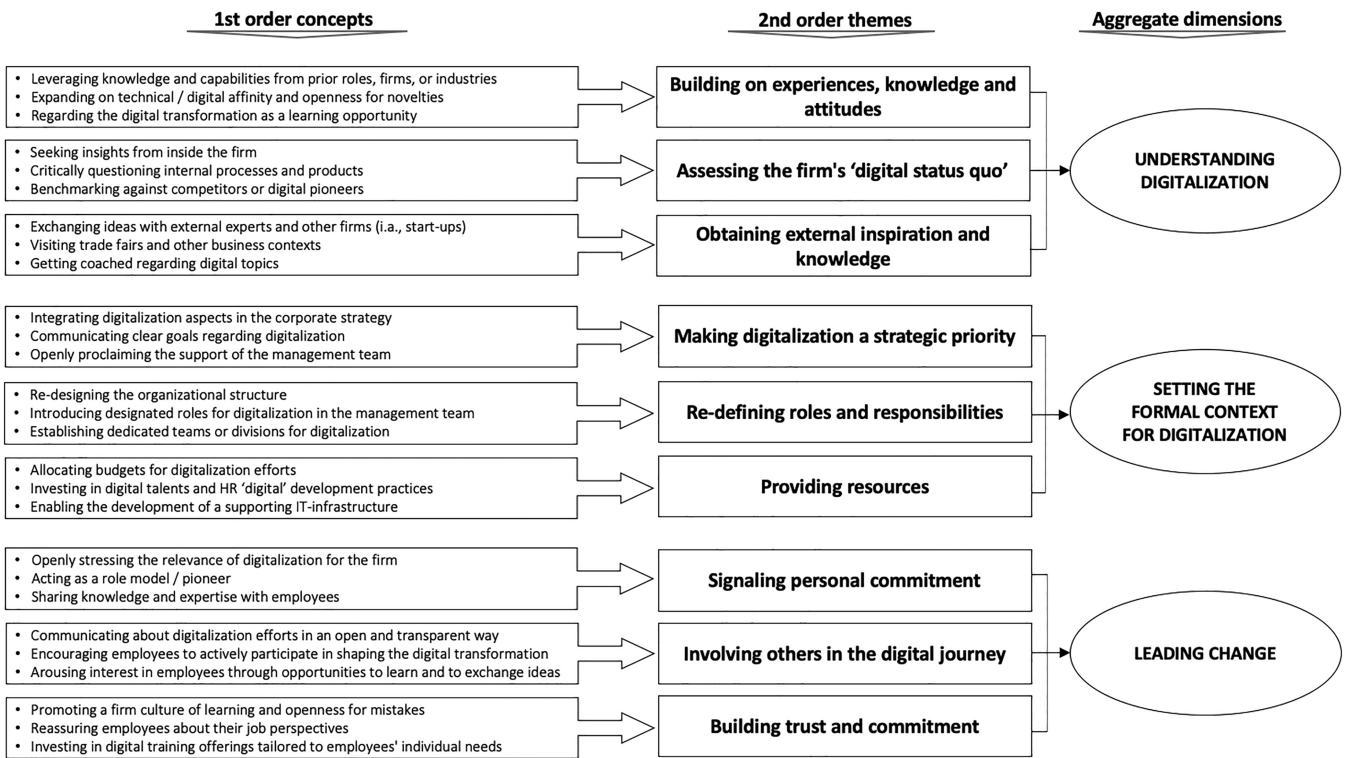 1st order concepts
2nd order themes
Aggregate dimensions
• Leveraging knowledge and capabilities from prior roles, firms, or industries
• Expanding on technical / digital affinity and openness for novelties
• Regarding the digital transformation as a learning opportunity
Building on experiences, knowledge and
attitudes
• Seeking insights from inside the firm
• Critically questioning internal processes and products
• Benchmarking against competitors or digital pioneers
Assessing the firm's ‘digital status quo’
• Exchanging ideas with external experts and other firms (i.a., start-ups)
• Visiting trade fairs and other business contexts
• Getting coached regarding digital topics
Obtaining external inspiration and
knowledge
UNDERSTANDING
DIGITALIZATION
• Integrating digitalization aspects in the corporate strategy
• Communicating clear goals regarding digitalization
• Openly proclaiming the support of the management team
Making digitalization a strategic priority
• Re-designing the organizational structure
• Introducing designated roles for digitalization in the management team
• Establishing dedicated teams or divisions for digitalization
Re-defining roles and responsibilities
• Allocating budgets for digitalization efforts
• Investing in digital talents and HR ‘digital’ development practices
• Enabling the development of a supporting IT-infrastructure
Providing resources
SETTING THE
FORMAL CONTEXT
FOR DIGITALIZATION
• Openly stressing the relevance of digitalization for the firm
• Acting as a role model / pioneer
• Sharing knowledge and expertise with employees
Signaling personal commitment
• Communicating about digitalization efforts in an open and transparent way
• Encouraging employees to actively participate in shaping the digital transformation
• Arousing interest in employees through opportunities to learn and to exchange ideas
Involving others in the digital journey
• Promoting a firm culture of learning and openness for mistakes
• Reassuring employees about their job perspectives
• Investing in digital training offerings tailored to employees' individual needs
Building trust and commitment
LEADING CHANGE